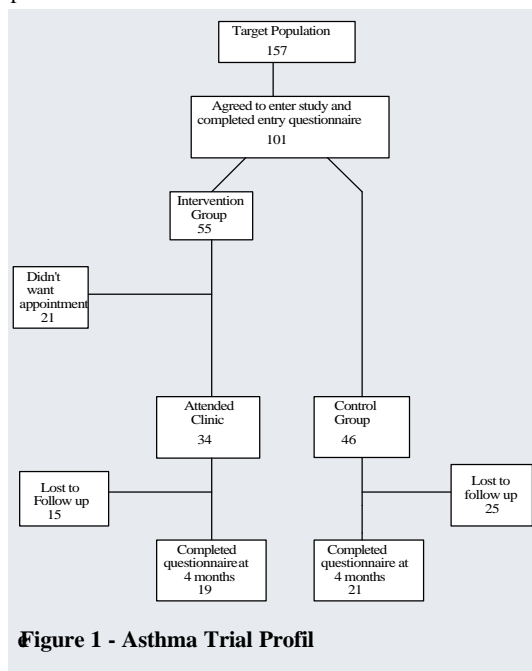 Target Population
157
Agreed to enter study and
completed entry questionnaire
101
Intervention
Group
55
Didn't
want
appointment
21
Attended
Clinic
34
Control
Group
46
Lost to
Follow up
15
Lost to
follow up
25
Completed
questionnaire at
4 months
19
Completed
questionnaire at
4 months
21
Figure 1 - Asthma Trial Profil